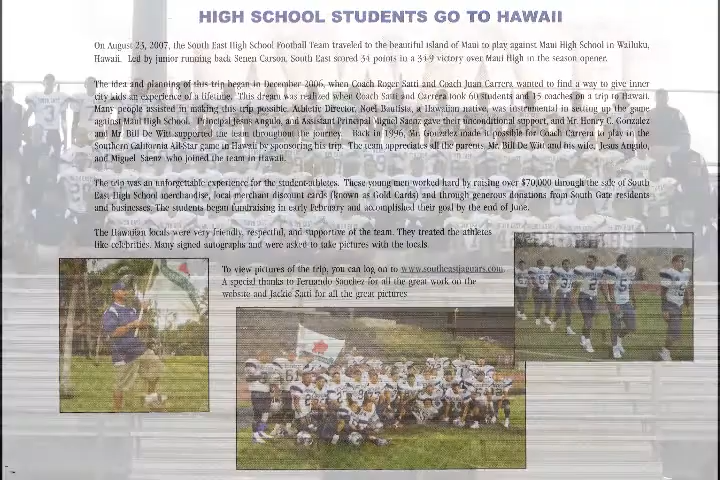 HIGH SCHOOL STUDENTS GO TO HAWAII
On August 23, 2007, the South East High School Football Team traveled to the beautiful island of Maui to play against Maui High School in Wailuku,
Hawaii. Led by junior running back Senen Carson, South East scored 34 points in a 34-9 victory over Maui High in the season opener.
The idea and planning of this trip began in December 2006, when Coach Roger Satti and Coach Juan Carrera wanted to find a way to give inner
city kids an experience of a lifetime. This dream was realized when Coach Satti and Carrera took 60 students and 15 coaches on a trip to Hawaii.
Many people assisted in making this trip possible. Athletic Director, Noel Bautista, a Hawaiian native, was instrumental in setting up the game
against Maui High School. Principal Jesus Angulo, and Assistant Principal Miguel Saenz gave their unconditional support, and Mr. Henry C. Gonzalez
and Mr. Bill De Witt supported the team throughout the journey. Back in 1996, Mr. Gonzalez made it possible for Coach Carrera to play in the
Southern California All-Star game in Hawaii by sponsoring his trip. The team appreciates all the parents, Mr. Bill De Witt and his wife, Jesus Angulo,
and Miguel Saenz who joined the team in Hawaii.
The trip was an unforgettable experience for the student-athletes. These young men worked hard by raising over $70,000 through the sale of South
East High School merchandise, local merchant discount cards (known as Gold Cards) and through generous donations from South Gate residents
and businesses. The students began fundraising in early February and accomplished their goal by the end of June.
The Hawaiian locals were very friendly, respectful, and supportive of the team. They treated the athletes
like celebrities. Many signed autographs and were asked to take pictures with the locals.
To view pictures of the trip, you can log on to www.southeastjaguars.com.
A special thanks to Fernando Sanchez for all the great work on the
website and Jackie Satti for all the great pictures